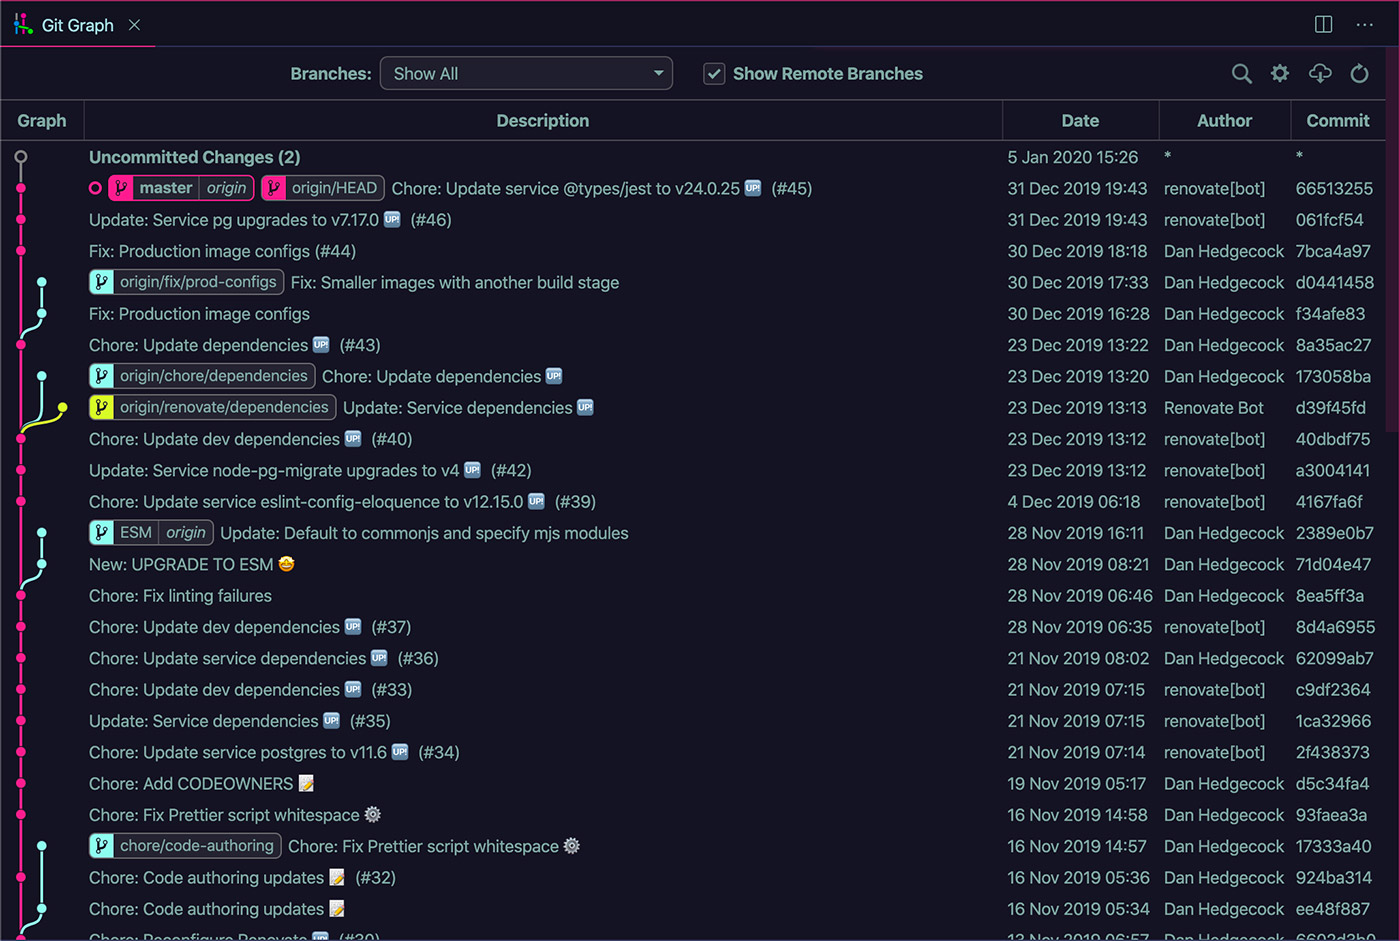 Git Graph
Branches: Show All Show Remote Branches
Graph Description Date Author Commit
Uncommitted Changes (2) 5 Jan 2020 15:26 * *
master origin origin/HEAD Chore: Update service @types/jest to v24.0.25 🆙 (#45) 31 Dec 2019 19:43 renovate[bot] 66513255
Update: Service pg upgrades to v7.17.0 🆙 (#46) 31 Dec 2019 19:43 renovate[bot] 061fcf54
Fix: Production image configs (#44) 30 Dec 2019 18:18 Dan Hedgecock 7bca4a97
origin/fix/prod-configs Fix: Smaller images with another build stage 30 Dec 2019 17:33 Dan Hedgecock d0441458
Fix: Production image configs 30 Dec 2019 16:28 Dan Hedgecock f34afe83
Chore: Update dependencies 🆙 (#43) 23 Dec 2019 13:22 Dan Hedgecock 8a35ac27
origin/chore/dependencies Chore: Update dependencies 🆙 23 Dec 2019 13:20 Dan Hedgecock 173058ba
origin/renovate/dependencies Update: Service dependencies 🆙 23 Dec 2019 13:13 Renovate Bot d39f45fd
Chore: Update dev dependencies 🆙 (#40) 23 Dec 2019 13:12 renovate[bot] 40dbdf75
Update: Service node-pg-migrate upgrades to v4 🆙 (#42) 23 Dec 2019 13:12 renovate[bot] a3004141
Chore: Update service eslint-config-eloquence to v12.15.0 🆙 (#39) 4 Dec 2019 06:18 renovate[bot] 4167fa6f
ESM origin Update: Default to commonjs and specify mjs modules 28 Nov 2019 16:11 Dan Hedgecock 2389e0b7
New: UPGRADE TO ESM 🤩 28 Nov 2019 08:21 Dan Hedgecock 71d04e47
Chore: Fix linting failures 28 Nov 2019 06:46 Dan Hedgecock 8ea5ff3a
Chore: Update dev dependencies 🆙 (#37) 28 Nov 2019 06:35 renovate[bot] 8d4a6955
Chore: Update service dependencies 🆙 (#36) 21 Nov 2019 08:02 Dan Hedgecock 62099ab7
Chore: Update dev dependencies 🆙 (#33) 21 Nov 2019 07:15 renovate[bot] c9df2364
Update: Service dependencies 🆙 (#35) 21 Nov 2019 07:15 renovate[bot] 1ca32966
Chore: Update service postgres to v11.6 🆙 (#34) 21 Nov 2019 07:14 renovate[bot] 2f438373
Chore: Add CODEOWNERS 📝 19 Nov 2019 05:17 Dan Hedgecock d5c34fa4
Chore: Fix Prettier script whitespace ⚙️ 16 Nov 2019 14:58 Dan Hedgecock 93faea3a
chore/code-authoring Chore: Fix Prettier script whitespace ⚙️ 16 Nov 2019 14:57 Dan Hedgecock 17333a40
Chore: Code authoring updates 📝 (#32) 16 Nov 2019 05:36 Dan Hedgecock 924ba314
Chore: Code authoring updates 📝 16 Nov 2019 05:34 Dan Hedgecock ee48f887
Chore: Reconfigure Renovate 🆙 (#30) 13 Nov 2019 06:57 Dan Hedgecock 6602d3b0